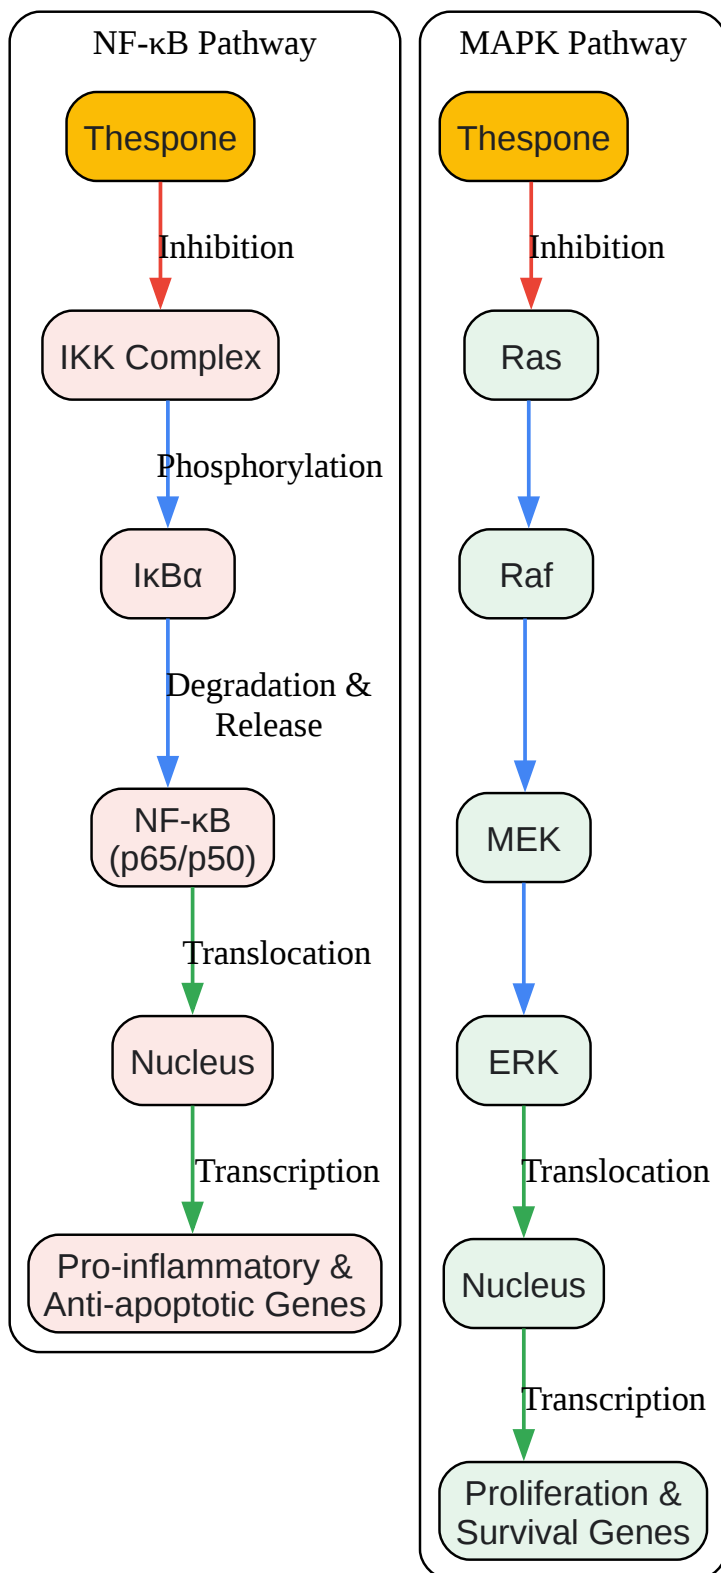 NF-κB Pathway
Thespone
Inhibition
IKK Complex
Phosphorylation
IκBα
Degradation &
Release
NF-κB
(p65/p50)
Translocation
Nucleus
Transcription
Pro-inflammatory &
Anti-apoptotic Genes
MAPK Pathway
Thespone
Inhibition
Ras
Raf
MEK
ERK
Translocation
Nucleus
Transcription
Proliferation &
Survival Genes